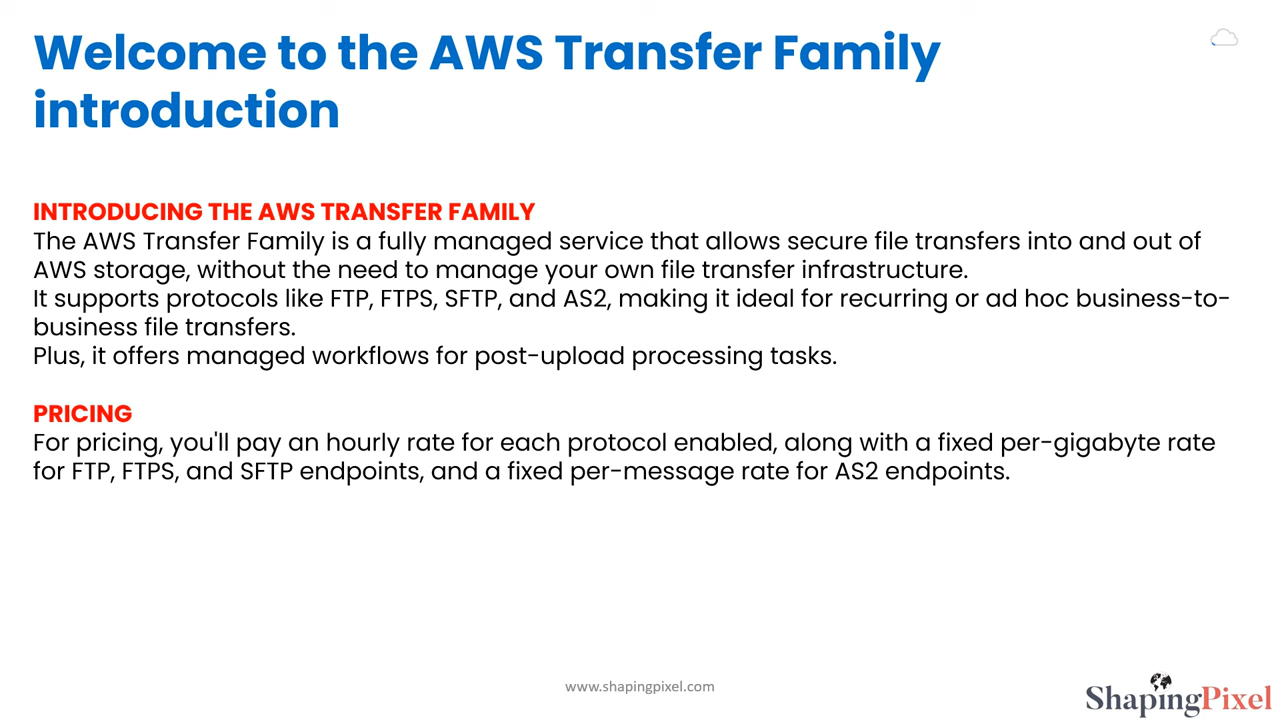 Welcome to the AWS Transfer Family
introduction
INTRODUCING THE AWS TRANSFER FAMILY
The AWS Transfer Family is a fully managed service that allows secure file transfers into and out of
AWS storage, without the need to manage your own file transfer infrastructure.
It supports protocols like FTP, FTPS, SFTP, and AS2, making it ideal for recurring or ad hoc business-to-
business file transfers.
Plus, it offers managed workflows for post-upload processing tasks.
PRICING
For pricing, you'll pay an hourly rate for each protocol enabled, along with a fixed per-gigabyte rate
for FTP, FTPS, and SFTP endpoints, and a fixed per-message rate for AS2 endpoints.
www.shapingpixel.com
ShapingPixel